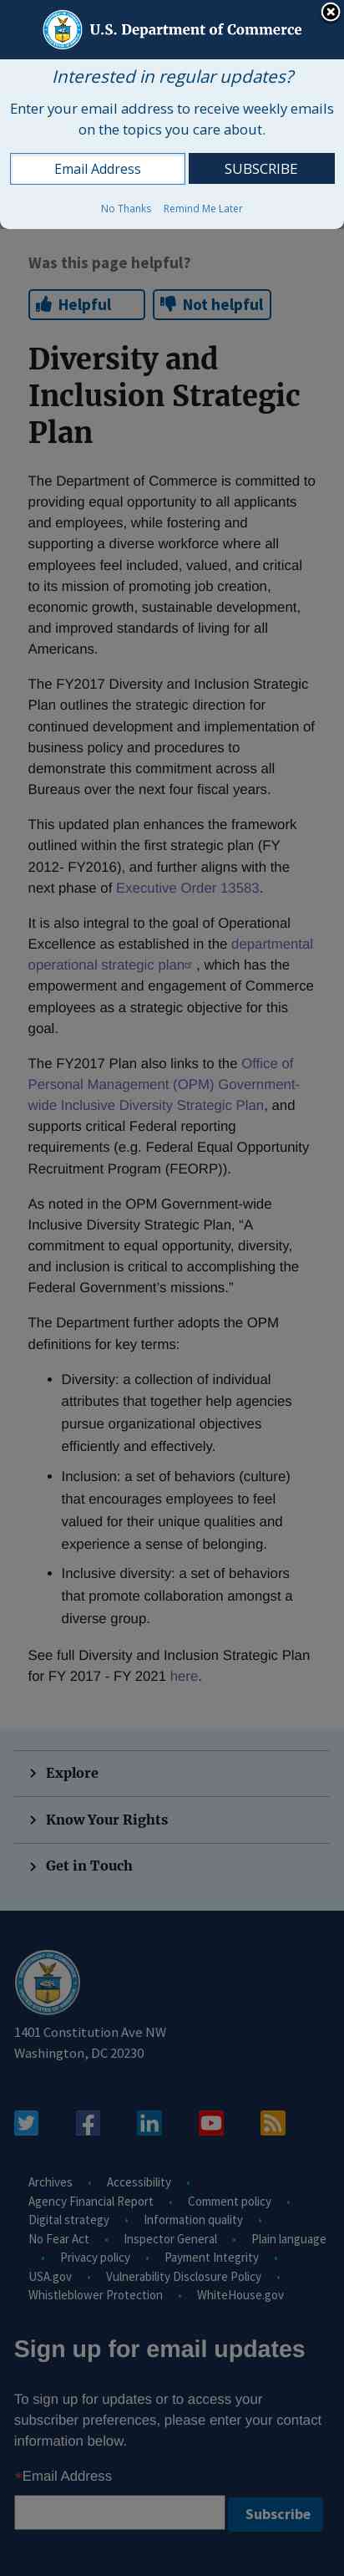 U.S. Department of Commerce
Interested in regular updates?
Enter your email address to receive weekly emails
on the topics you care about.
Email Address
SUBSCRIBE
No Thanks
Remind Me Later
Was this page helpful?
Helpful
Not helpful
Diversity and
Inclusion Strategic
Plan
The Department of Commerce is committed to
providing equal opportunity to all applicants
and employees, while fostering and
supporting a diverse workforce where all
employees feel included, valued, and critical
to its mission of promoting job creation,
economic growth, sustainable development,
and improved standards of living for all
Americans.
The FY2017 Diversity and Inclusion Strategic
Plan outlines the strategic direction for
continued development and implementation of
business policy and procedures to
demonstrate this commitment across all
Bureaus over the next four fiscal years.
This updated plan enhances the framework
outlined within the first strategic plan (FY
2012- FY2016), and further aligns with the
next phase of Executive Order 13583.
It is also integral to the goal of Operational
Excellence as established in the departmental
operational strategic plan , which has the
empowerment and engagement of Commerce
employees as a strategic objective for this
goal.
The FY2017 Plan also links to the Office of
Personal Management (OPM) Government-
wide Inclusive Diversity Strategic Plan, and
supports critical Federal reporting
requirements (e.g. Federal Equal Opportunity
Recruitment Program (FEORP)).
As noted in the OPM Government-wide
Inclusive Diversity Strategic Plan, “A
commitment to equal opportunity, diversity,
and inclusion is critical to accomplishing the
Federal Government’s missions.”
The Department further adopts the OPM
definitions for key terms:
• Diversity: a collection of individual
attributes that together help agencies
pursue organizational objectives
efficiently and effectively.
• Inclusion: a set of behaviors (culture)
that encourages employees to feel
valued for their unique qualities and
experience a sense of belonging.
• Inclusive diversity: a set of behaviors
that promote collaboration amongst a
diverse group.
See full Diversity and Inclusion Strategic Plan
for FY 2017 - FY 2021 here.
Explore
Know Your Rights
Get in Touch
1401 Constitution Ave NW
Washington, DC 20230
Archives • Accessibility •
Agency Financial Report • Comment policy •
Digital strategy • Information quality •
No Fear Act • Inspector General • Plain language
• Privacy policy • Payment Integrity •
USA.gov • Vulnerability Disclosure Policy •
Whistleblower Protection • WhiteHouse.gov
Sign up for email updates
To sign up for updates or to access your
subscriber preferences, please enter your contact
information below.
*Email Address
Subscribe